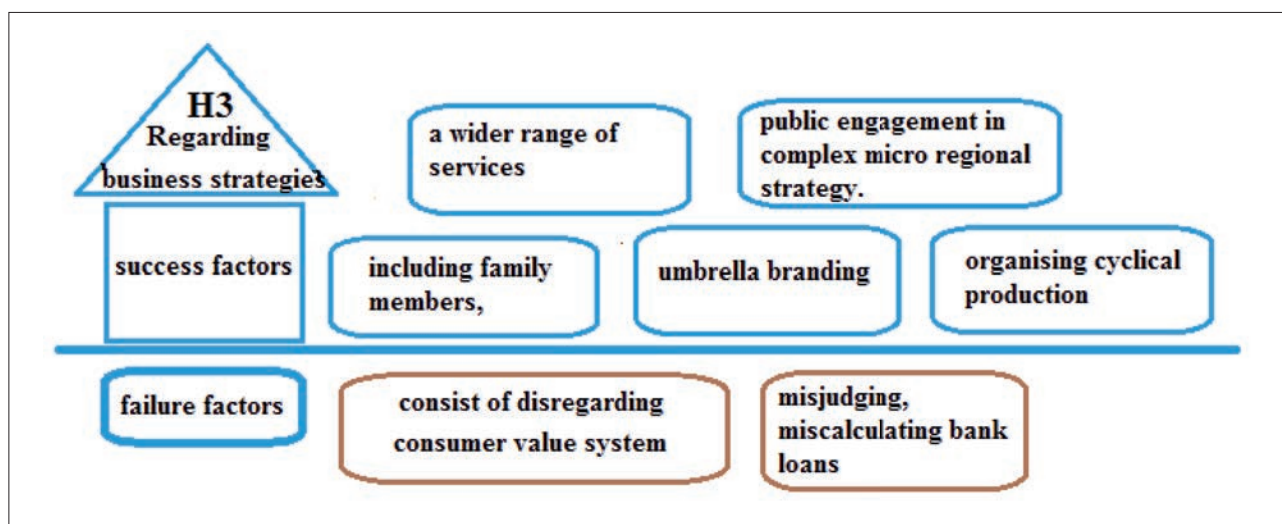 H3
Regarding
business strategies
a wider range of
services
public engagement in
complex micro regional
strategy.
success factors
including family
members,
umbrella branding
organising cyclical
production
failure factors
consist of disregarding
consumer value system
misjudging,
miscalculating bank
loans